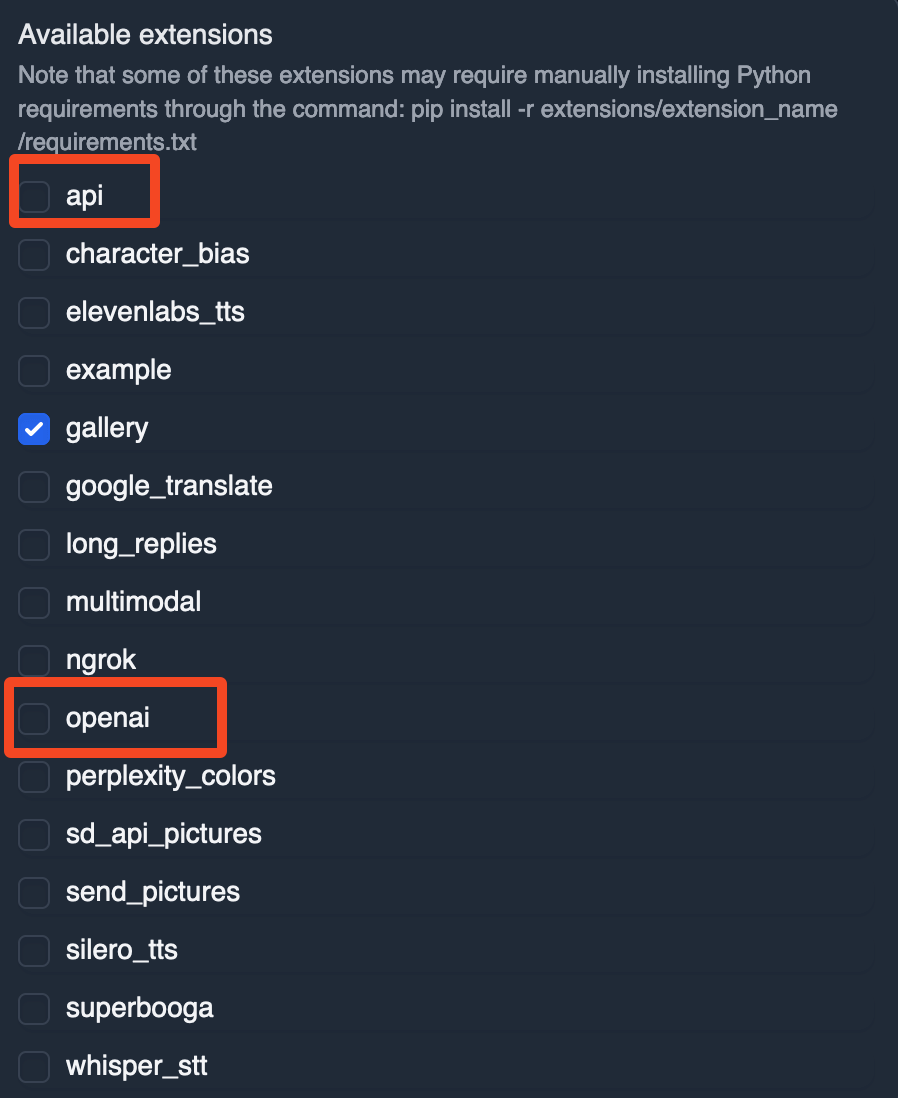 Available extensions
Note that some of these extensions may require manually installing Python
requirements through the command: pip install -r extensions/extension_name
/requirements.txt
api
character_bias
elevenlabs_tts
example
gallery
google_translate
long_replies
multimodal
ngrok
openai
perplexity_colors
sd_api_pictures
send_pictures
silero_tts
superbooga
whisper_stt